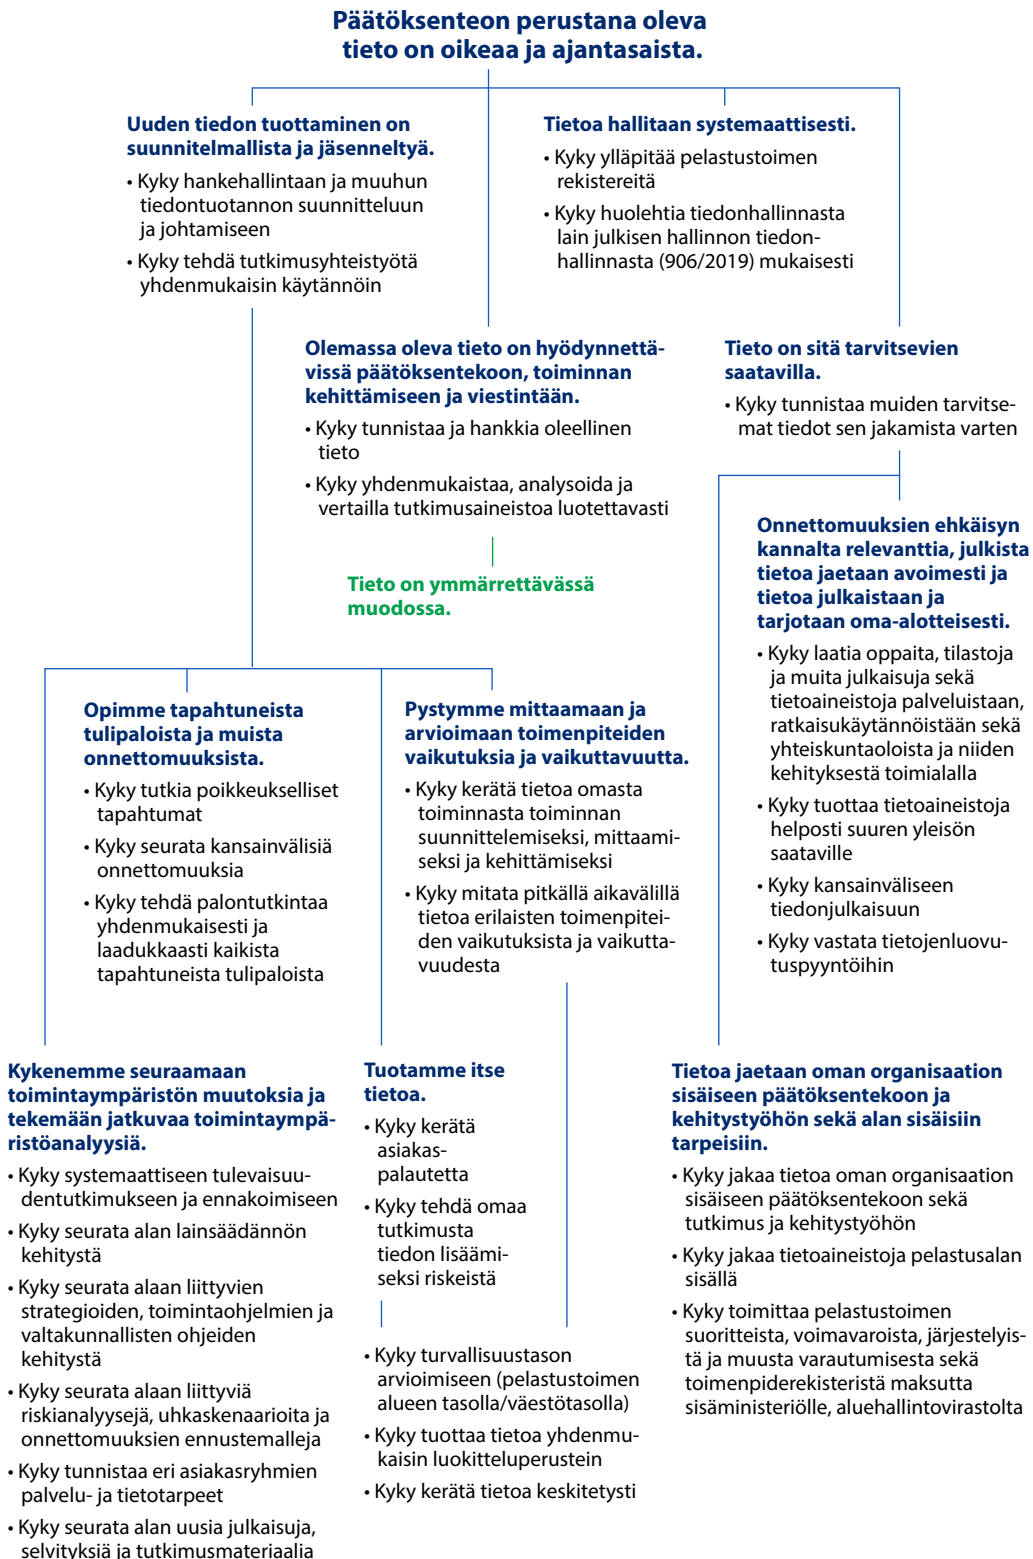 Päätöksenteon perustana oleva
tieto on oikeaa ja ajantasaista.
Uuden tiedon tuottaminen on
suunnitelmallista ja jäsenneltyä.
• Kyky hankehallintaan ja muuhun
tiedontuotannon suunnitteluun
ja johtamiseen
• Kyky tehdä tutkimusyhteistyötä
yhdenmukaisin käytännöin
Tietoa hallitaan systemaattisesti.
• Kyky ylläpitää pelastustoimen
rekistereitä
• Kyky huolehtia tiedonhallinnasta
lain julkisen hallinnon tiedon-
hallinnasta (906/2019) mukaisesti
Olemassa oleva tieto on hyödynnettä-
vissä päätöksentekoon, toiminnan
kehittämiseen ja viestintään.
• Kyky tunnistaa ja hankkia oleellinen
tieto
• Kyky yhdenmukaistaa, analysoida ja
vertailla tutkimusaineistoa luotettavasti
Tieto on ymmärrettävässä
muodossa.
Tieto on sitä tarvitsevien
saatavilla.
• Kyky tunnistaa muiden tarvitse-
mat tiedot sen jakamista varten
Onnettomuuksien ehkäisyn
kannalta relevanttia, julkista
tietoa jaetaan avoimesti ja
tietoa julkaistaan ja
tarjotaan oma-alotteisesti.
• Kyky laatia oppaita, tilastoja
ja muita julkaisuja sekä
tietoaineistoja palveluistaan,
ratkaisukäytännöistään sekä
yhteiskuntaoloista ja niiden
kehityksestä toimialalla
• Kyky tuottaa tietoaineistoja
helposti suuren yleisön
saataville
• Kyky kansainväliseen
tiedonjulkaisuun
• Kyky vastata tietojenluovu-
tuspyyntöihin
Opimme tapahtuneista
tulipaloista ja muista
onnettomuuksista.
• Kyky tutkia poikkeukselliset
tapahtumat
• Kyky seurata kansainvälisiä
onnettomuuksia
• Kyky tehdä palontutkintaa
yhdenmukaisesti ja
laadukkaasti kaikista
tapahtuneista tulipaloista
Pystymme mittaamaan ja
arvioimaan toimenpiteiden
vaikutuksia ja vaikuttavuutta.
• Kyky kerätä tietoa omasta
toiminnasta toiminnan
suunnittelemiseksi, mittaami-
seksi ja kehittämiseksi
• Kyky mitata pitkällä aikavälillä
tietoa erilaisten toimenpitei-
den vaikutuksista ja vaikutta-
vuudesta
Kykenemme seuraamaan
toimintaympäristön muutoksia ja
tekemään jatkuvaa toimintaympä-
ristöanalyysiä.
• Kyky systemaattiseen tulevaisuu-
dentutkimukseen ja ennakoimiseen
• Kyky seurata alan lainsäädännön
kehitystä
• Kyky seurata alaan liittyvien
strategioiden, toimintaohjelmien ja
valtakunnallisten ohjeiden
kehitystä
• Kyky seurata alaan liittyviä
riskianalyysejä, uhkaskenaarioita ja
onnettomuuksien ennustemalleja
• Kyky tunnistaa eri asiakasryhmien
palvelu- ja tietotarpeet
• Kyky seurata alan uusia julkaisuja,
selvityksiä ja tutkimusmateriaalia
Tuotamme itse
tietoa.
• Kyky kerätä
asiakas-
palautetta
• Kyky tehdä omaa
tutkimusta
tiedon lisäämi-
seksi riskeistä
• Kyky turvallisuustason
arvioimiseen (pelastustoimen
alueen tasolla/väestötasolla)
• Kyky tuottaa tietoa yhdenmu-
kaisin luokitteluperustein
• Kyky kerätä tietoa keskitetysti
Tietoa jaetaan oman organisaation
sisäiseen päätöksentekoon ja
kehitystyöhön sekä alan sisäisiin
tarpeisiin.
• Kyky jakaa tietoa oman organisaation
sisäiseen päätöksentekoon sekä
tutkimus ja kehitystyöhön
• Kyky jakaa tietoaineistoja pelastusalan
sisällä
• Kyky toimittaa pelastustoimen
suoritteista, voimavaroista, järjestelyis-
tä ja muusta varautumisesta sekä
toimenpiderekisteristä maksutta
sisäministeriölle, aluehallintovirastolta